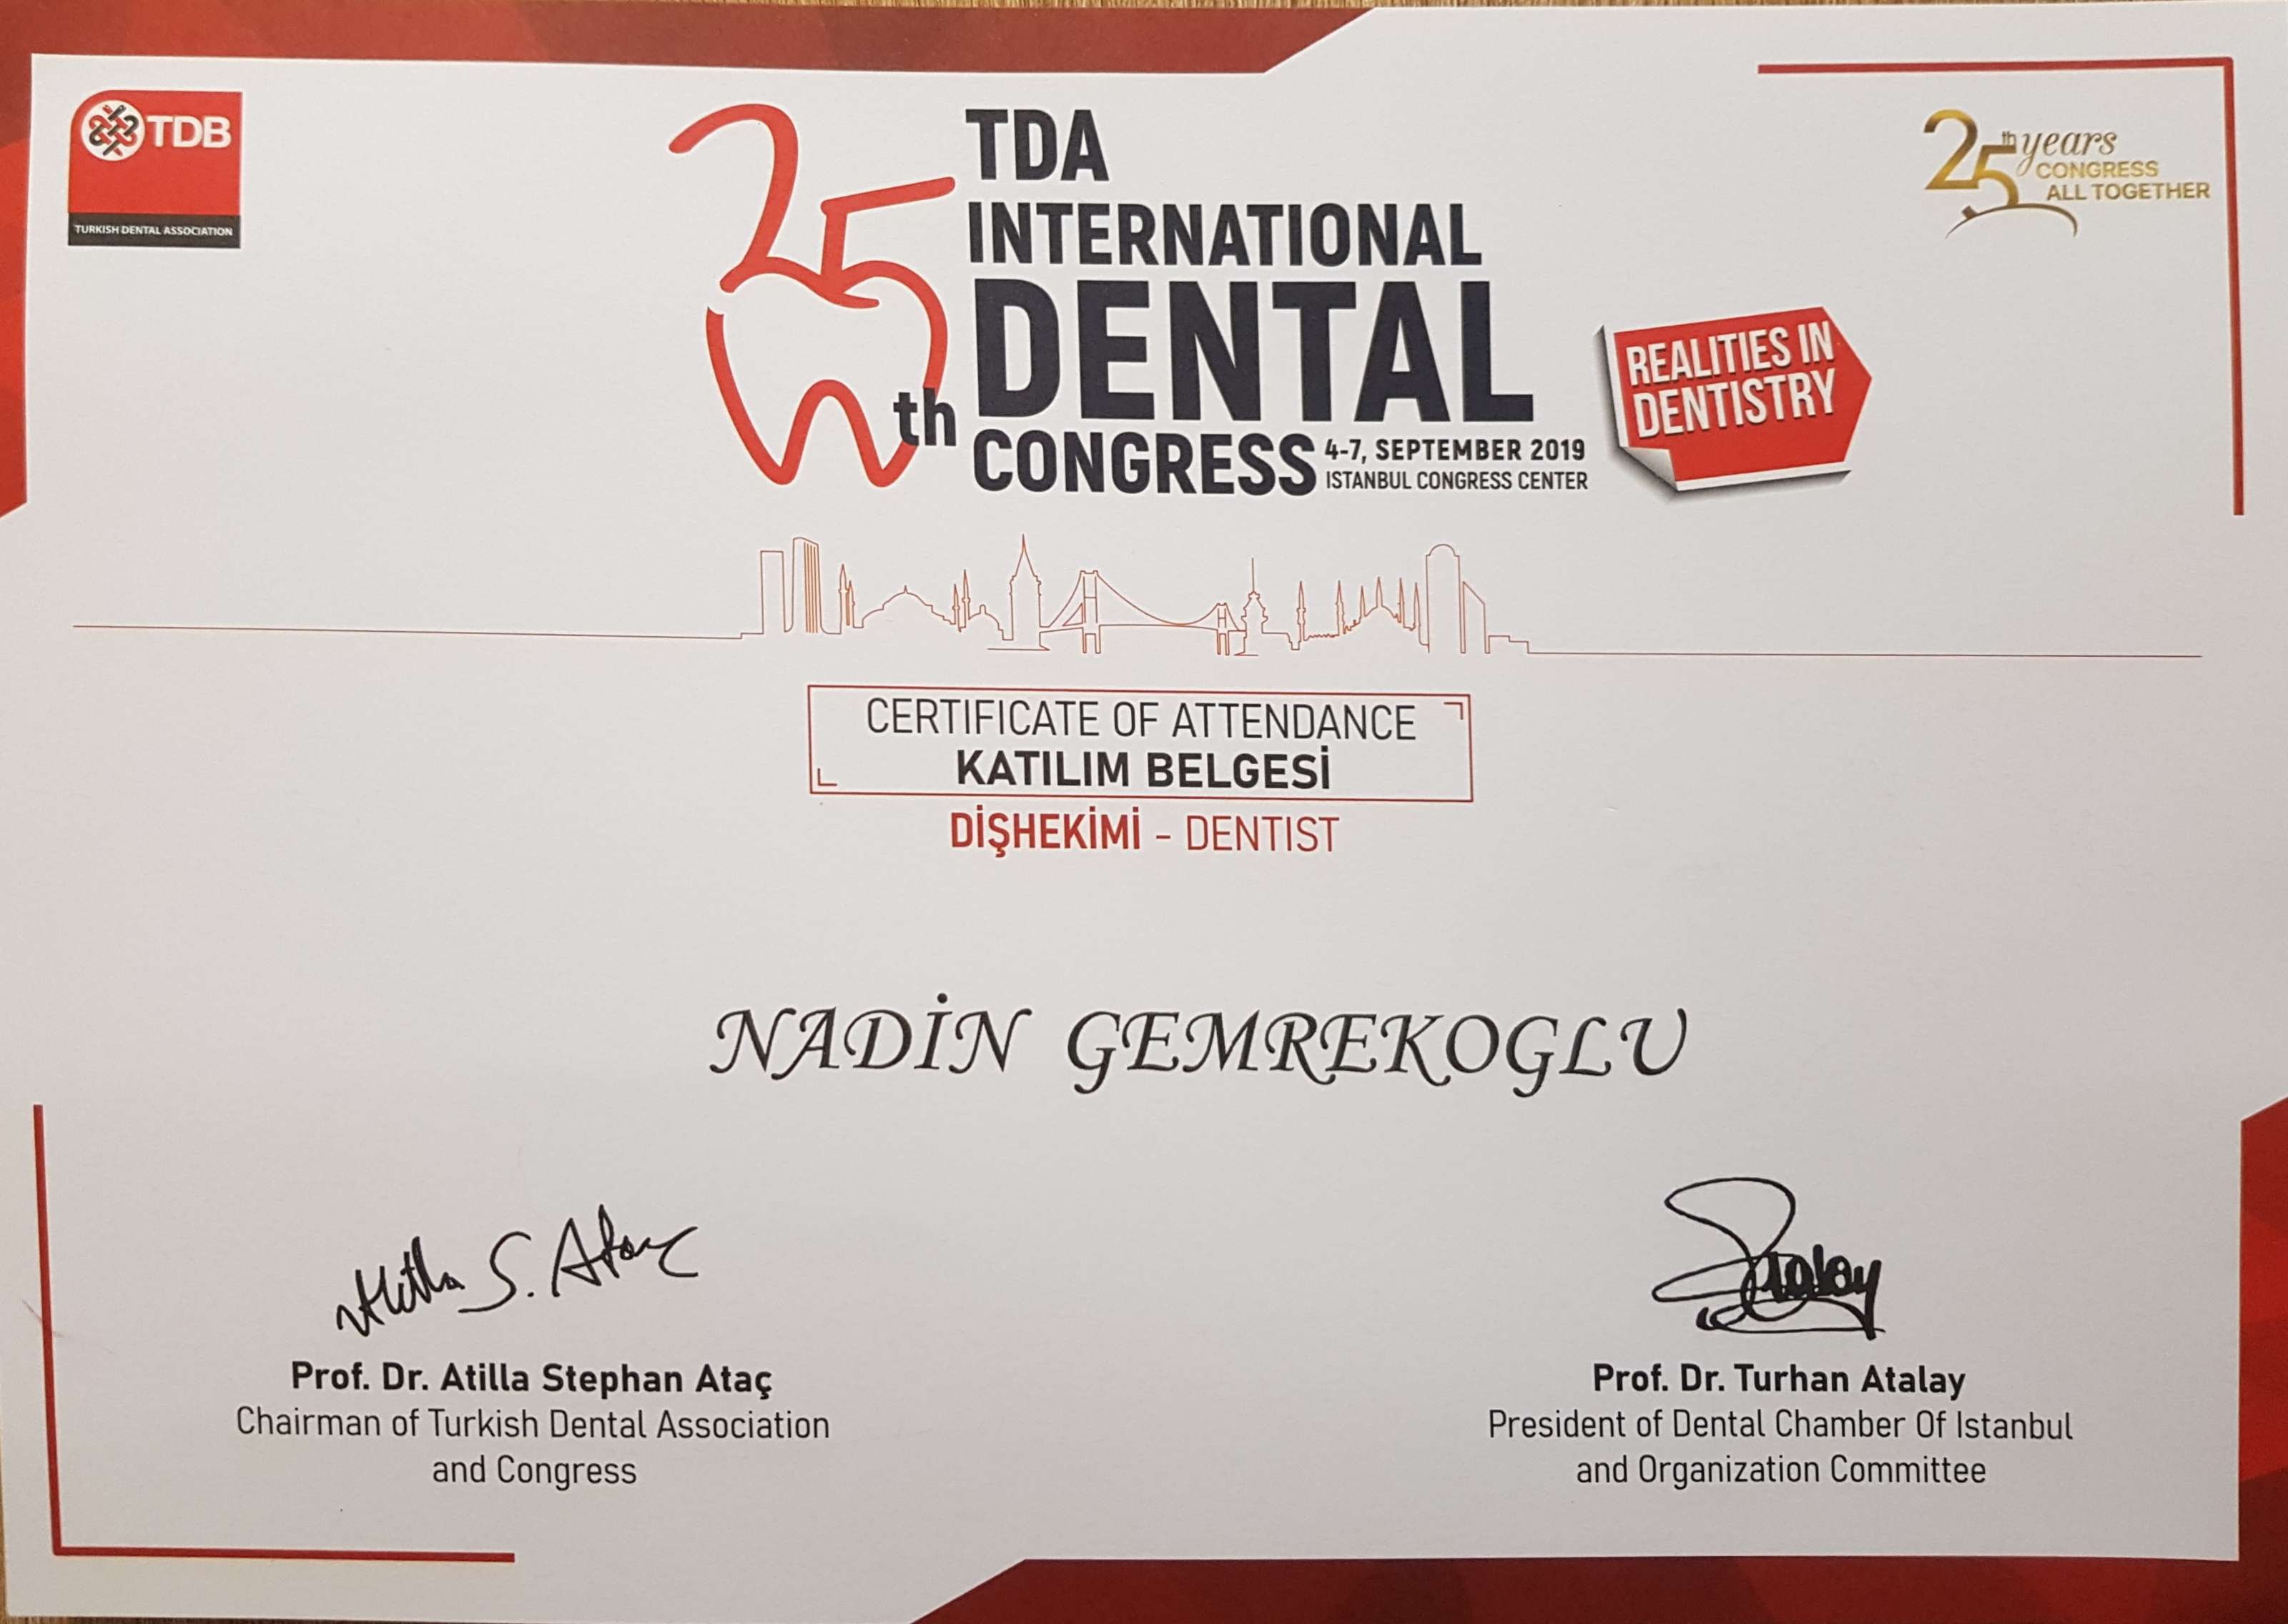 TDB
TURKISH DENTAL ASSOCIATION
25th
TDA
INTERNATIONAL
DENTAL
CONGRESS
4-7, SEPTEMBER 2019
ISTANBUL CONGRESS CENTER
REALITIES IN
DENTISTRY
25th years
CONGRESS
ALL TOGETHER
CERTIFICATE OF ATTENDANCE
KATILIM BELGESİ
DİŞHEKİMİ - DENTIST
NADİN GEMREKOGLU
Atilla S. Ataç
Atalay
Prof. Dr. Atilla Stephan Ataç
Chairman of Turkish Dental Association
and Congress
Prof. Dr. Turhan Atalay
President of Dental Chamber Of Istanbul
and Organization Committee